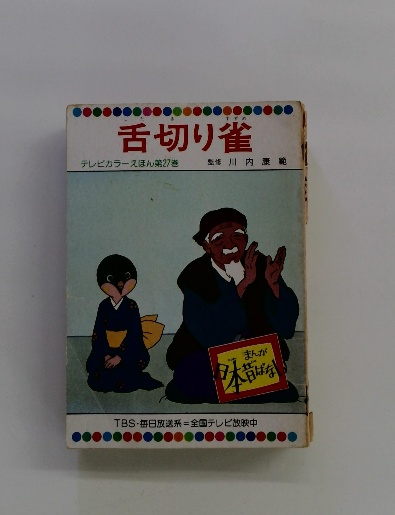 舌切り雀
テレビカラーえほん第27巻 監修 川内康範
まんが
日本昔ばなし
TBS・毎日放送系=全国テレビ放映中